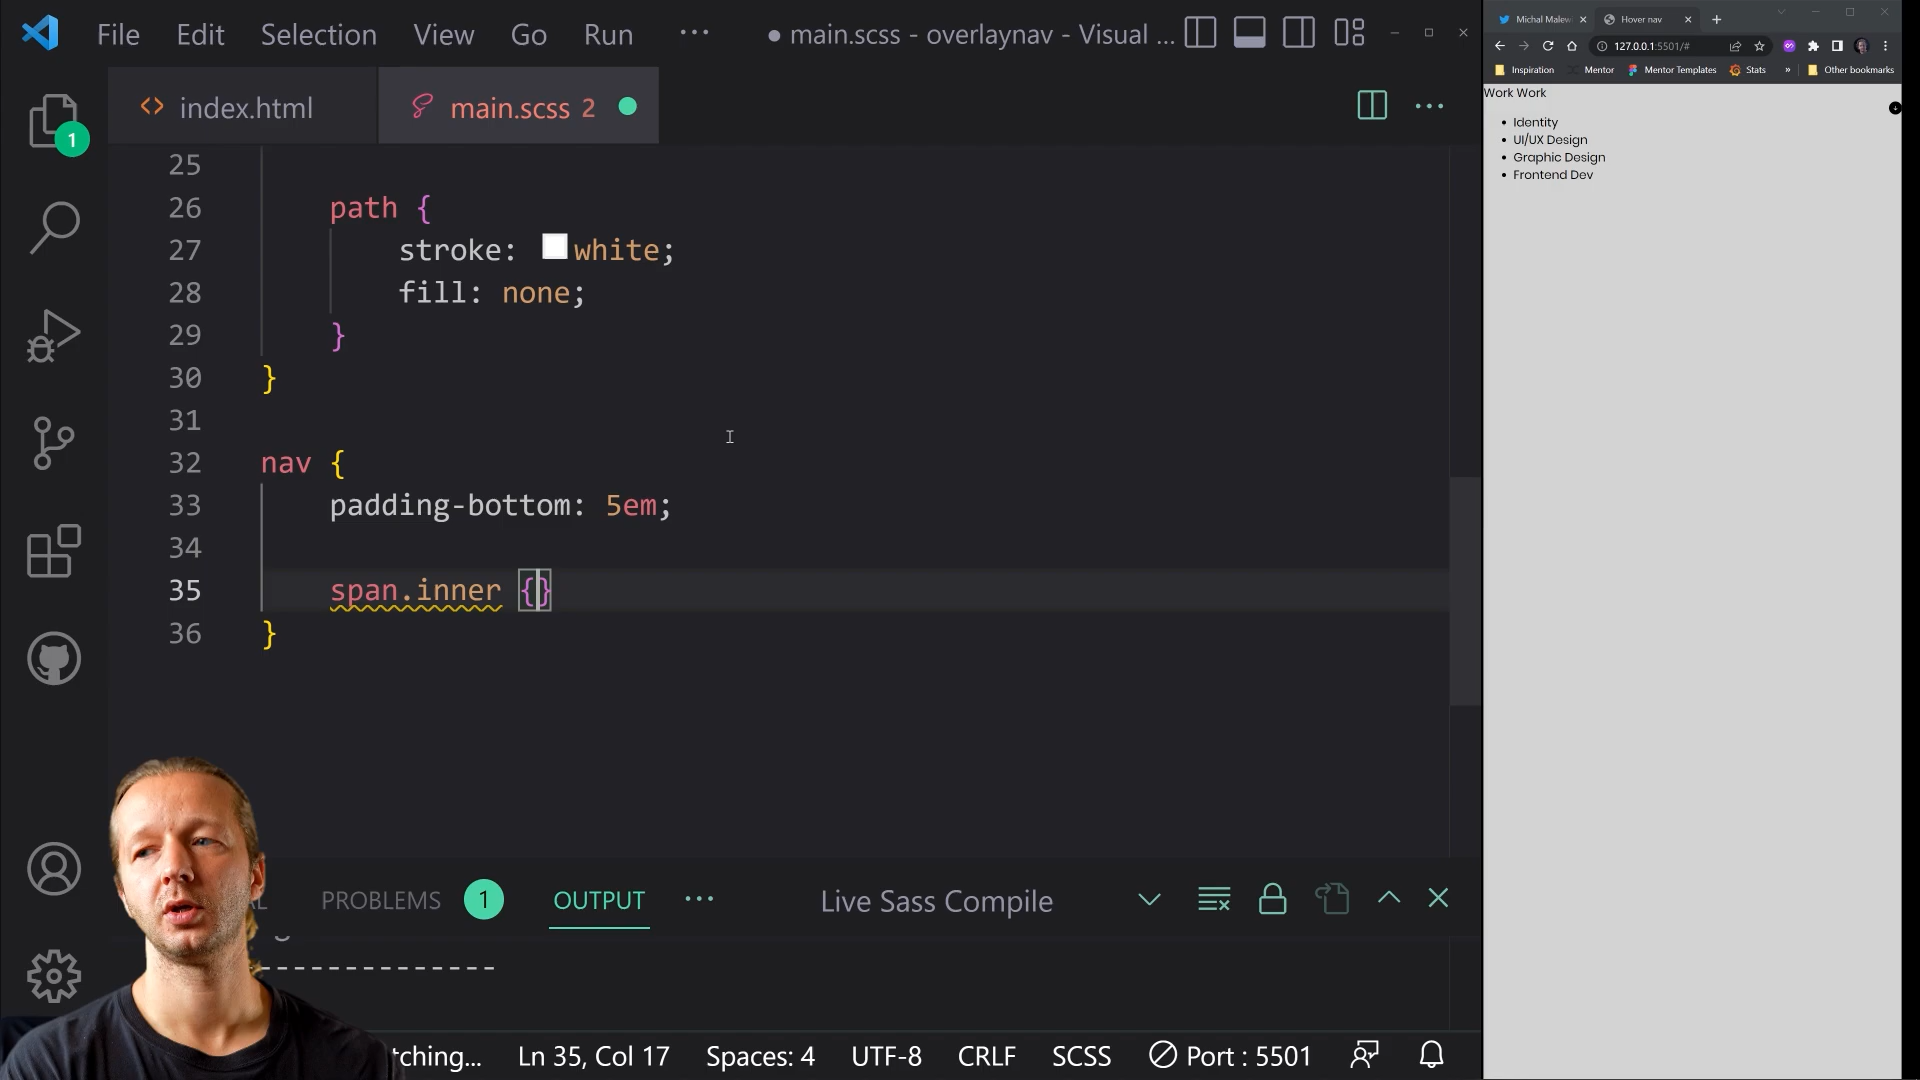 File Edit Selection View Go Run ··· ● main.scss - overlaynav - Visual ...
index.html
main.scss 2
1
25
26 path {
27 stroke: white;
28 fill: none;
29 }
30 }
31
32 nav {
33 padding-bottom: 5em;
34
35 span.inner {}
36 }
PROBLEMS 1 OUTPUT ··· Live Sass Compile
--------------
tching... Ln 35, Col 17 Spaces: 4 UTF-8 CRLF SCSS Port : 5501
Michal Malew Hover nav
127.0.0.1:5501/#
Inspiration Mentor Mentor Templates Stats » Other bookmarks
Work Work
• Identity
• UI/UX Design
• Graphic Design
• Frontend Dev